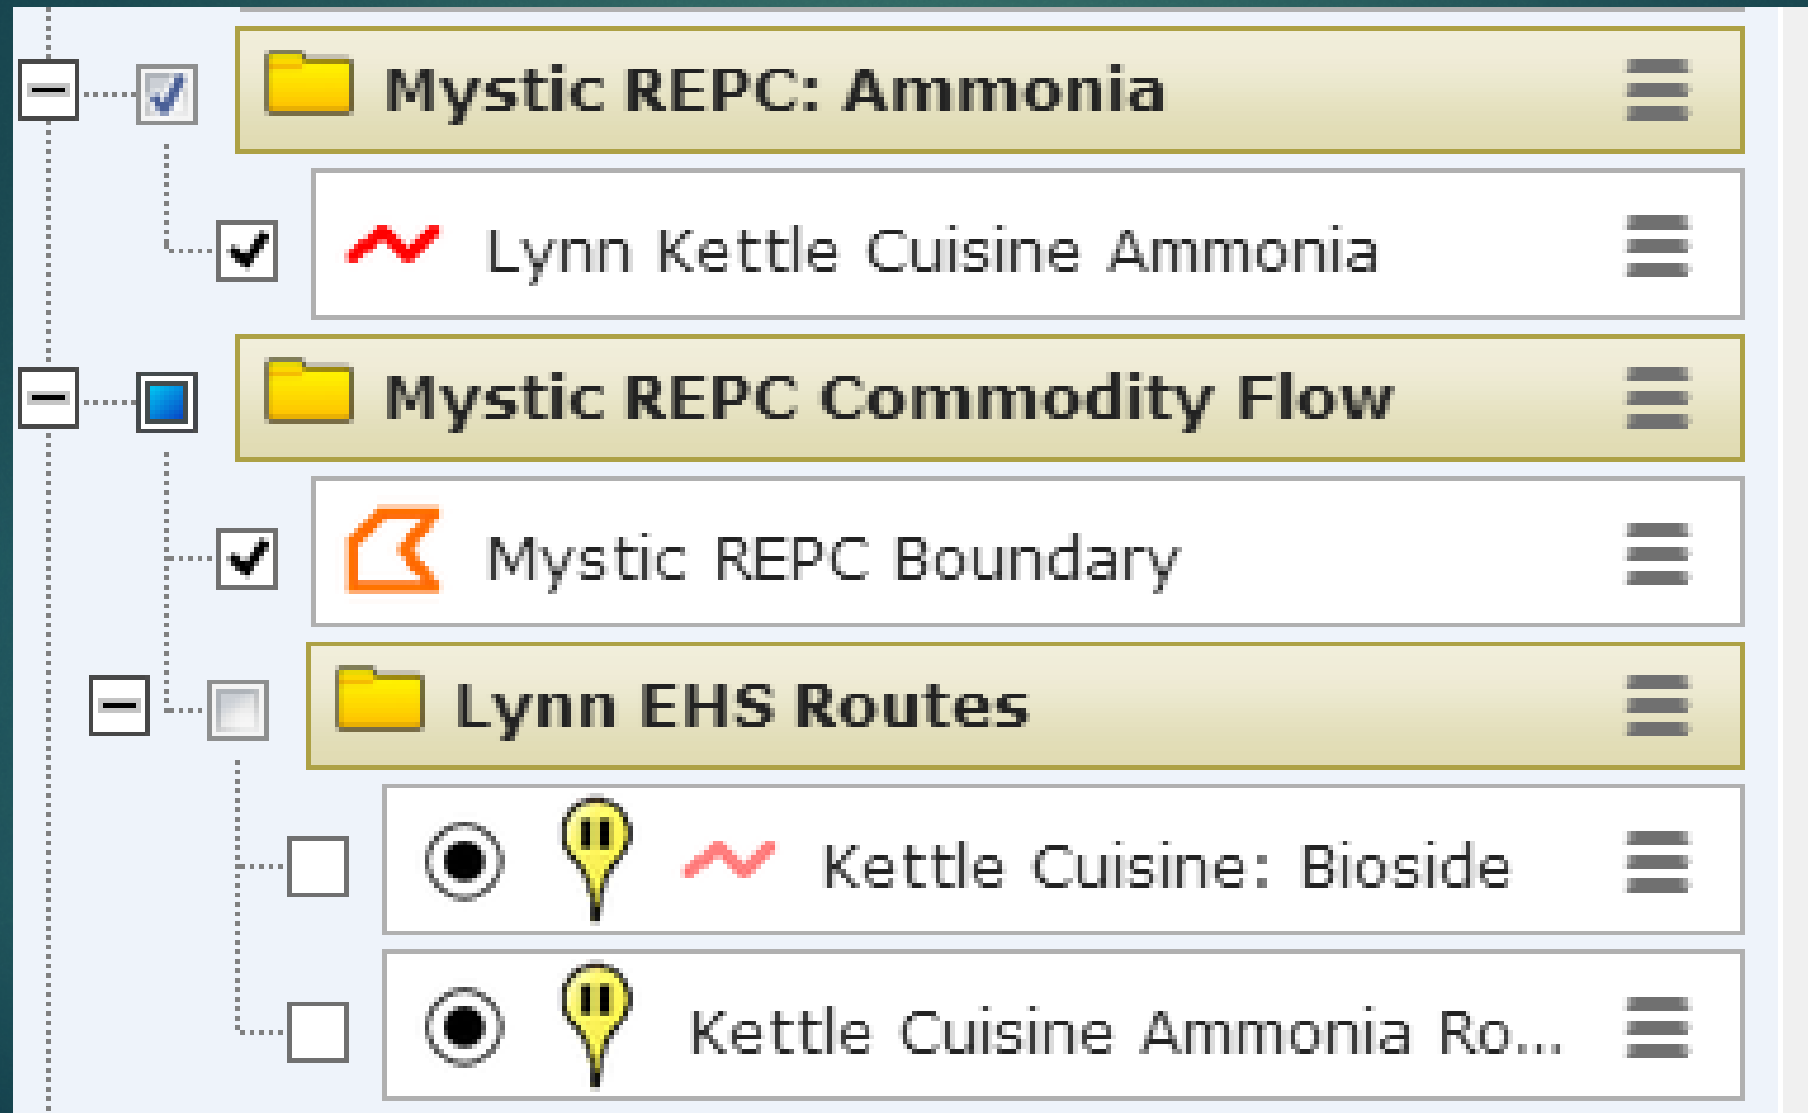 Mystic REPC: Ammonia
Lynn Kettle Cuisine Ammonia
Mystic REPC Commodity Flow
Mystic REPC Boundary
Lynn EHS Routes
Kettle Cuisine: Bioside
Kettle Cuisine Ammonia Ro...